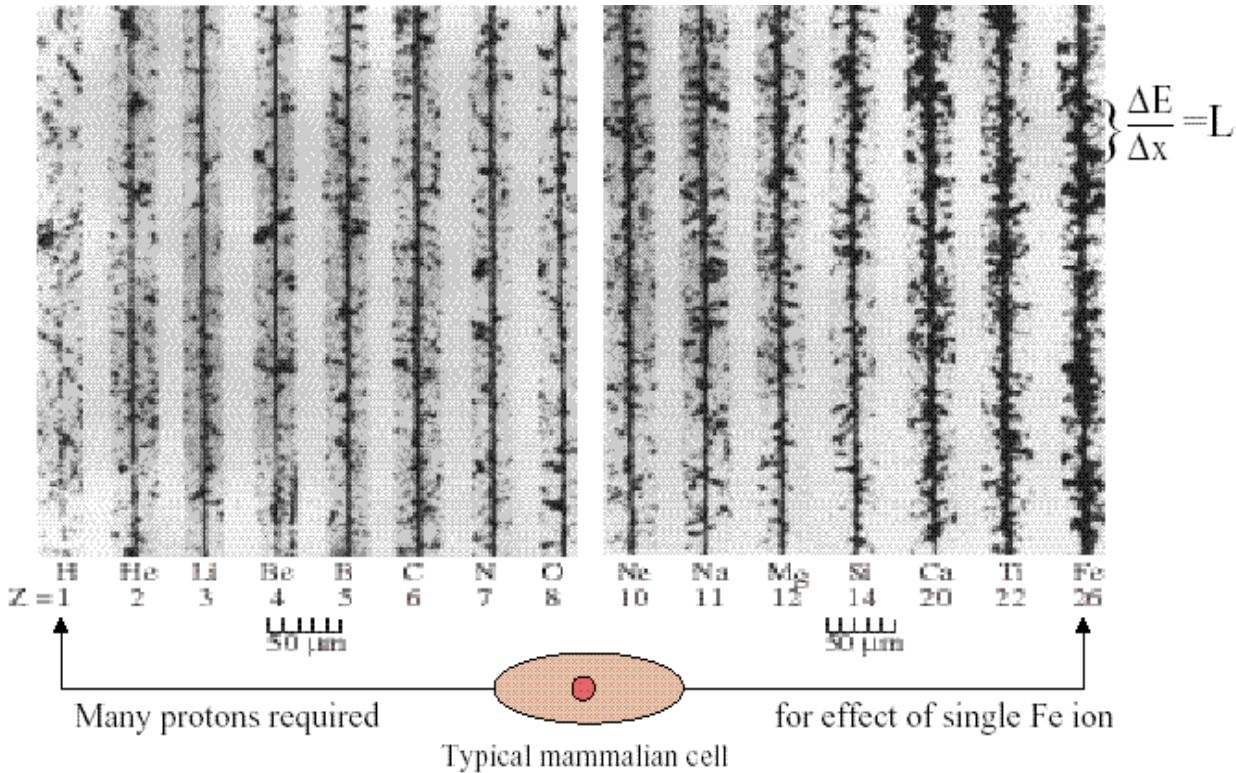 ΔE
Δx
=L
H He Li Be B C N O Ne Na Mg Si Ca Ti Fe
Z = 1 2 3 4 5 6 7 8 10 11 12 14 20 22 26
50 μm 50 μm
Many protons required for effect of single Fe ion
Typical mammalian cell